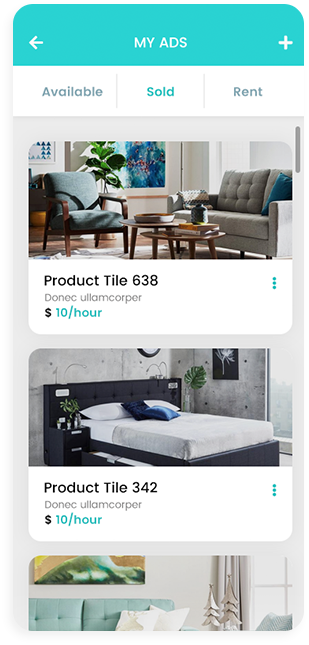 MY ADS
Available Sold Rent
Product Tile 638
Donec ullamcorper
$ 10/hour
Product Tile 342
Donec ullamcorper
$ 10/hour